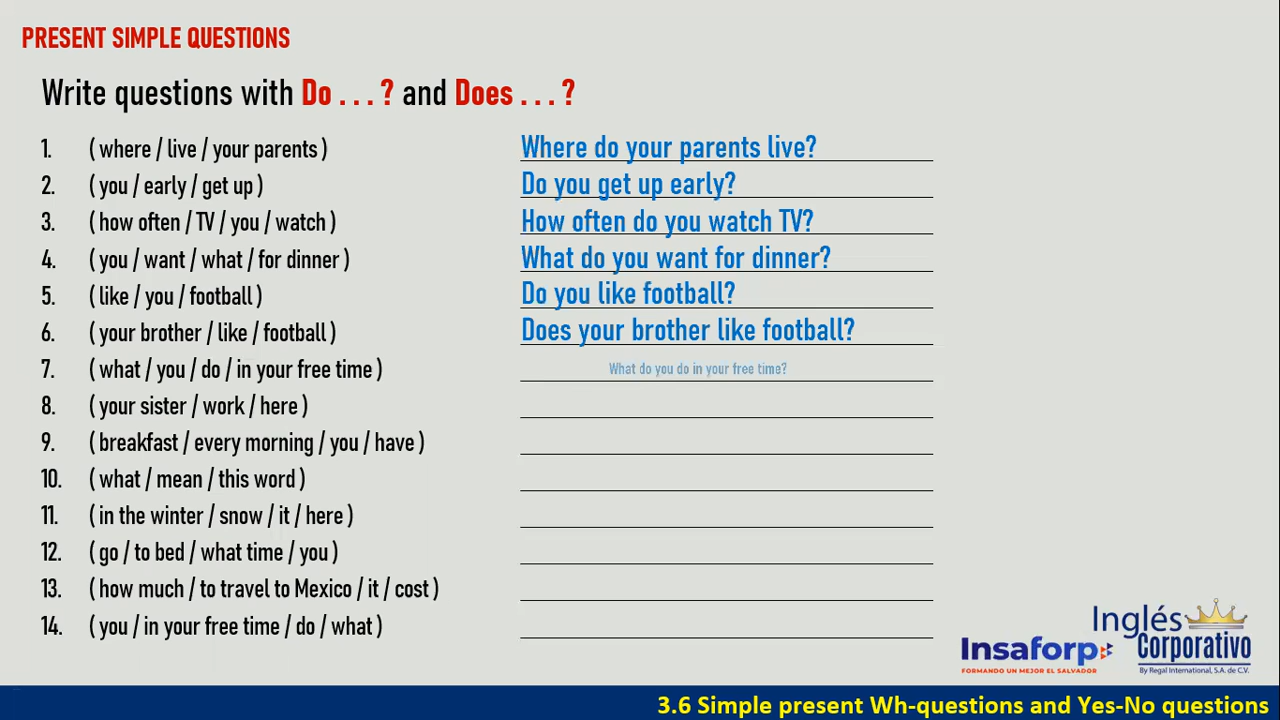 PRESENT SIMPLE QUESTIONS
Write questions with Do . . . ? and Does . . . ?
1. ( where / live / your parents ) Where do your parents live?
2. ( you / early / get up ) Do you get up early?
3. ( how often / TV / you / watch ) How often do you watch TV?
4. ( you / want / what / for dinner ) What do you want for dinner?
5. ( like / you / football ) Do you like football?
6. ( your brother / like / football ) Does your brother like football?
7. ( what / you / do / in your free time ) What do you do in your free time?
8. ( your sister / work / here )
9. ( breakfast / every morning / you / have )
10. ( what / mean / this word )
11. ( in the winter / snow / it / here )
12. ( go / to bed / what time / you )
13. ( how much / to travel to Mexico / it / cost )
14. ( you / in your free time / do / what )
Insaforp
FORMANDO UN MEJOR EL SALVADOR
Inglés
Corporativo
By Regal International, S.A. de C.V.
3.6 Simple present Wh-questions and Yes-No questions